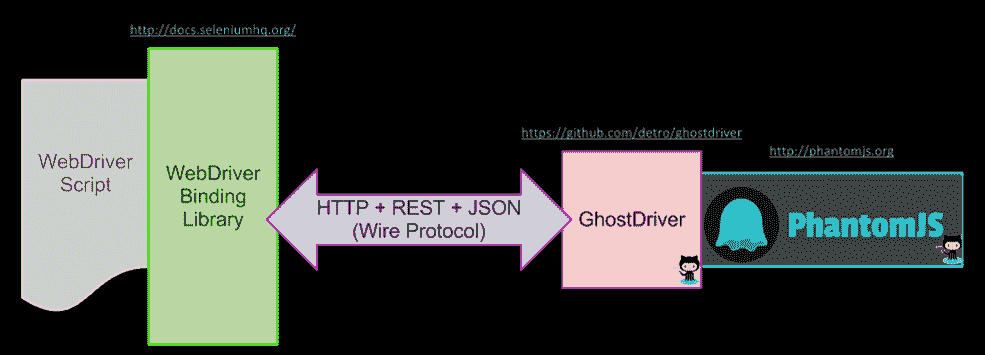 http://docs.seleniumhq.org/
https://github.com/detro/ghostdriver
http://phantomjs.org
WebDriver
Script
WebDriver
Binding
Library
HTTP + REST + JSON
(Wire Protocol)
GhostDriver
PhantomJS